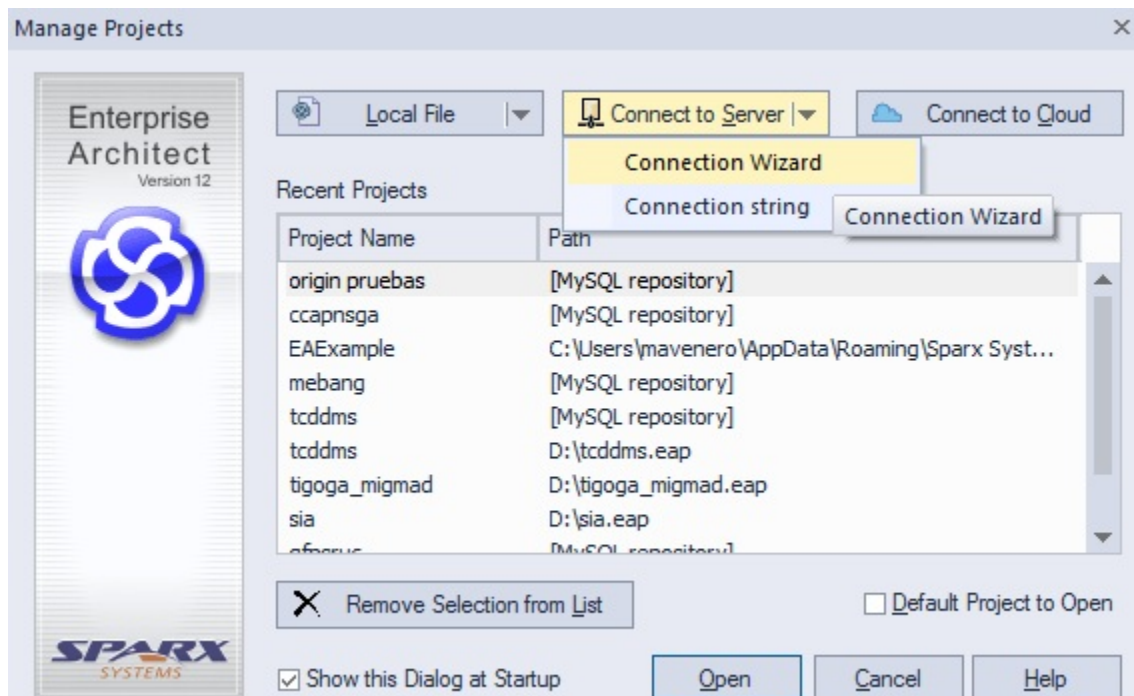 Manage Projects
Enterprise
Architect
Version 12
Local File
Connect to Server
Connect to Cloud
Connection Wizard
Connection string
Connection Wizard
Recent Projects
Project Name Path
origin pruebas [MySQL repository]
ccapnsga [MySQL repository]
EAExample C:\Users\mavenero\AppData\Roaming\Sparx Syst...
mebang [MySQL repository]
tcddms [MySQL repository]
tcddms D:\tcddms.eap
tigoga_migmad D:\tigoga_migmad.eap
sia D:\sia.eap
[MySQL repository]
Remove Selection from List
Default Project to Open
SPARX
SYSTEMS
Show this Dialog at Startup
Open
Cancel
Help